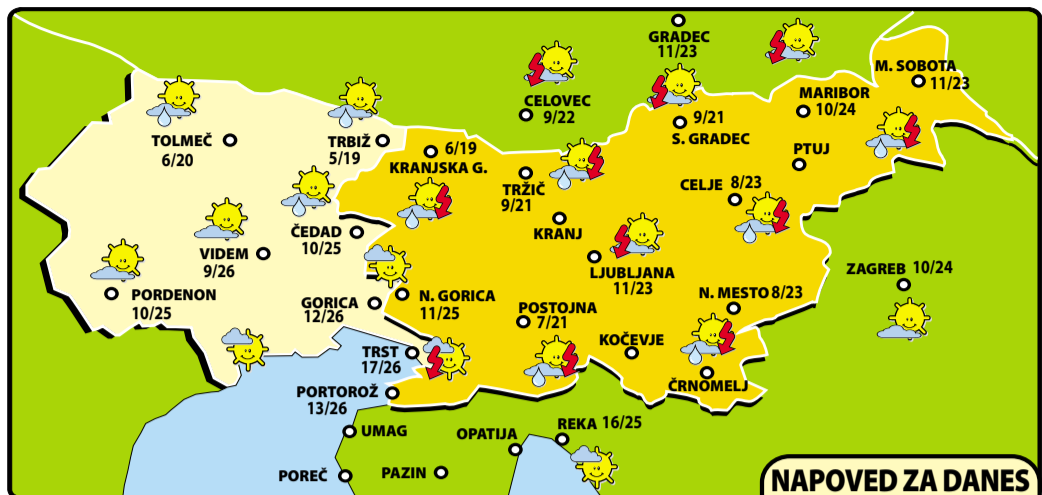 GRADEC
11/23
M. SOBOTA
11/23
CELOVEC
9/22
MARIBOR
10/24
9/21
S. GRADEC
TOLMEČ
6/20
TRBIŽ
5/19
6/19
KRANJSKA G.
PTUJ
TRŽIČ
9/21
CELJE 8/23
KRANJ
ČEDAD
10/25
VIDEM
9/26
LJUBLJANA
11/23
ZAGREB 10/24
PORDENON
10/25
GORICA
12/26
N. GORICA
11/25
N. MESTO 8/23
POSTOJNA
7/21
KOČEVJE
TRST
17/26
ČRNOMELJ
PORTOROŽ
13/26
UMAG
OPATIJA
REKA 16/25
POREČ
PAZIN
NAPOVED ZA DANES